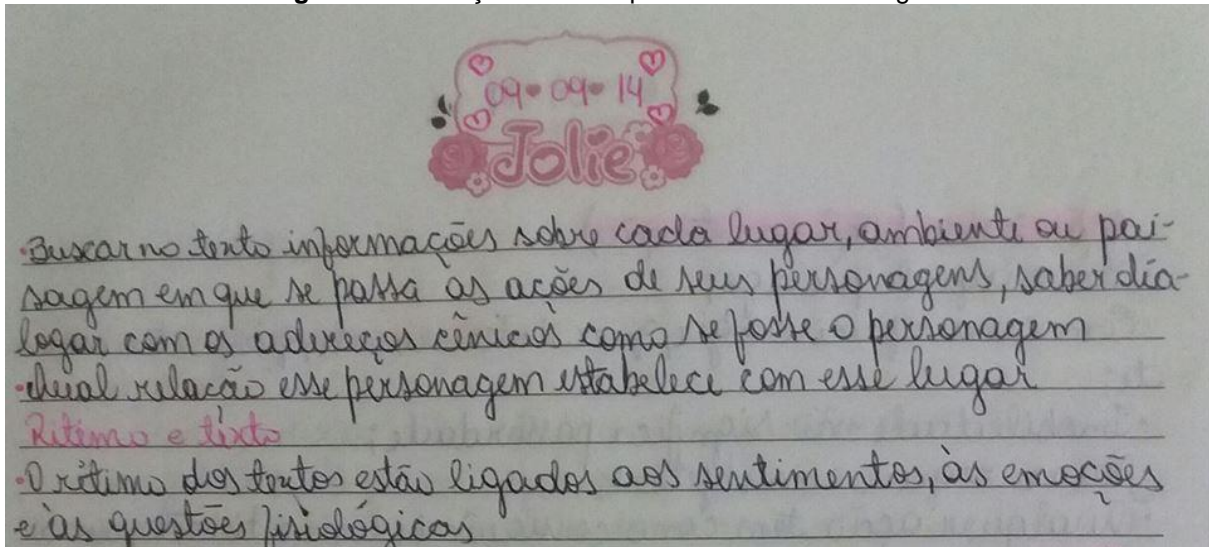 09 • 09 • 14
Jolie
•Buscar no texto informações sobre cada lugar, ambiente ou pai-
sagem em que se passa as ações de seus personagens, saber dia-
logar com os adereços cênicos como se fosse o personagem
•Qual relação esse personagem estabelece com esse lugar
Ritimo e texto
•O ritimo dos textos estão ligados aos sentimentos, às emoções
e às questões fisiológicas